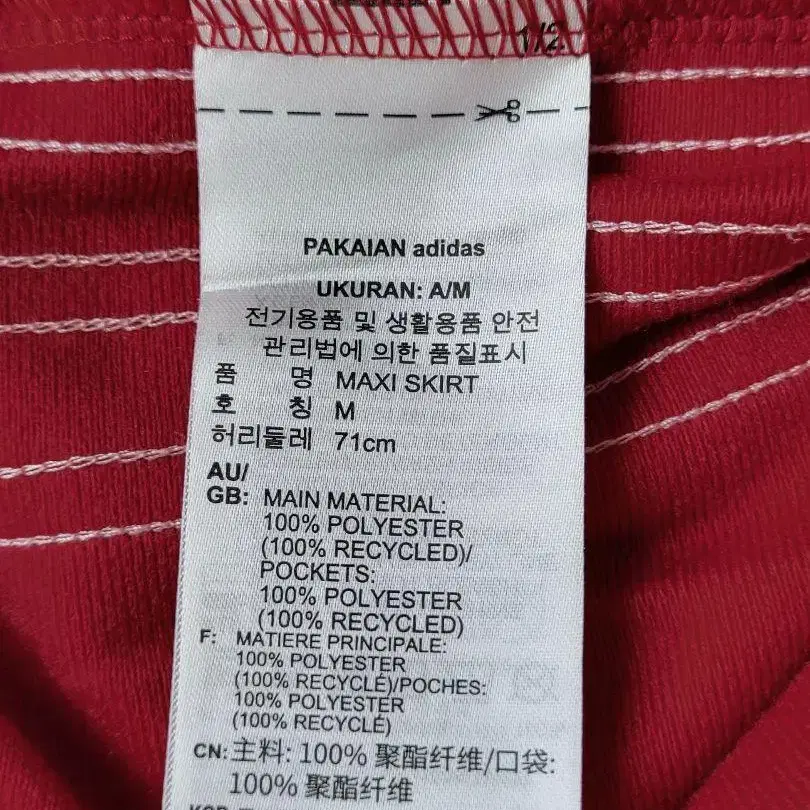 1/2
PAKAIAN adidas
UKURAN: A/M
전기용품 및 생활용품 안전
관리법에 의한 품질표시
품 명 MAXI SKIRT
호 칭 M
허리둘레 71cm
AU/
GB: MAIN MATERIAL:
100% POLYESTER
(100% RECYCLED)/
POCKETS:
100% POLYESTER
(100% RECYCLED)
F: MATIERE PRINCIPALE:
100% POLYESTER
(100% RECYCLÉ)/POCHES:
100% POLYESTER
(100% RECYCLÉ)
CN: 主料: 100% 聚酯纤维/口袋:
100% 聚酯纤维